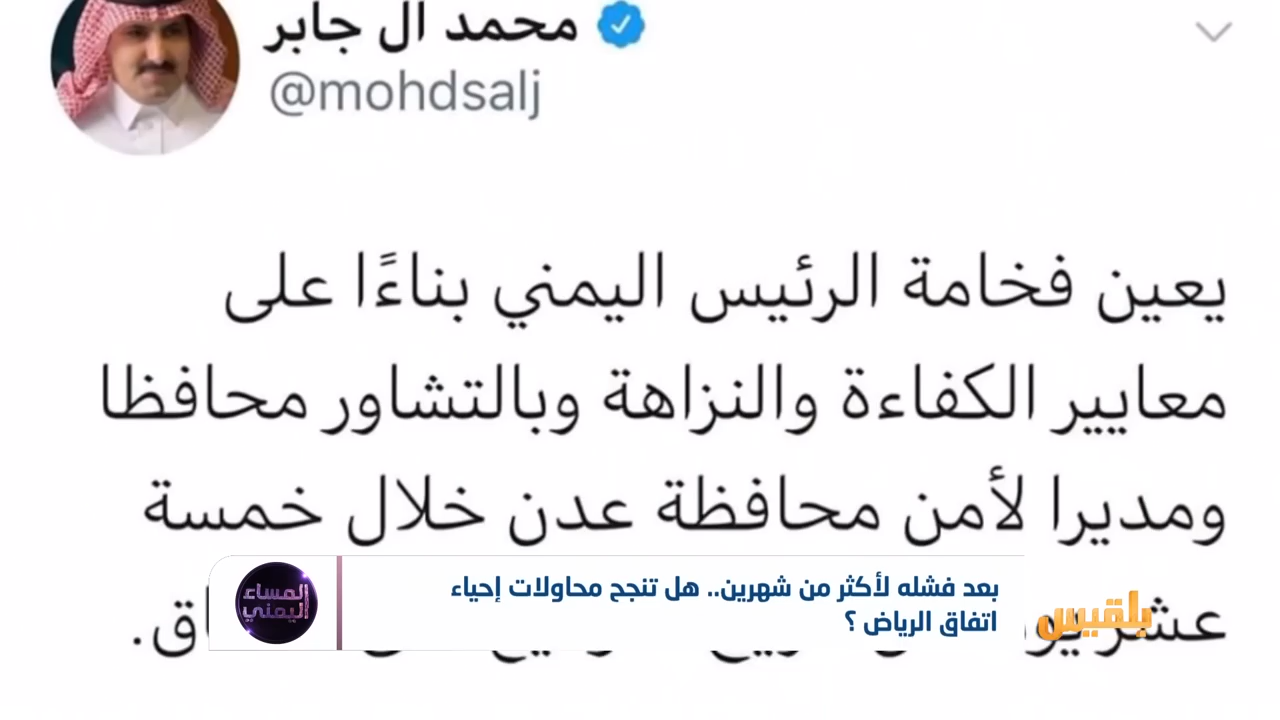 محمد ال جابر
@mohdsalj
يعين فخامة الرئيس اليمني بناءًا على
معايير الكفاءة والنزاهة وبالتشاور محافظا
ومديرا لأمن محافظة عدن خلال خمسة
عشر
بعد فشله لأكثر من شهرين.. هل تنجح محاولات إحياء
اتفاق الرياض ؟
المساء
اليمني
بلقيس